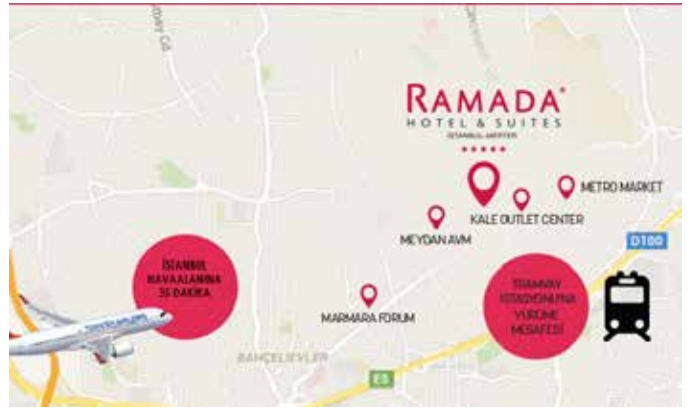 RAMADA
HOTEL & SUITES
İSTANBUL-MERTER
METRO MARKET
KALE OUTLET CENTER
MEYDAN AVM
D100
İSTANBUL
HAVAALANINA
35 DAKİKA
TRAMVAY
İSTASYONUNA
YÜRÜME
MESAFESİ
MARMARA FORUM
BAHÇELİEVLER
E5